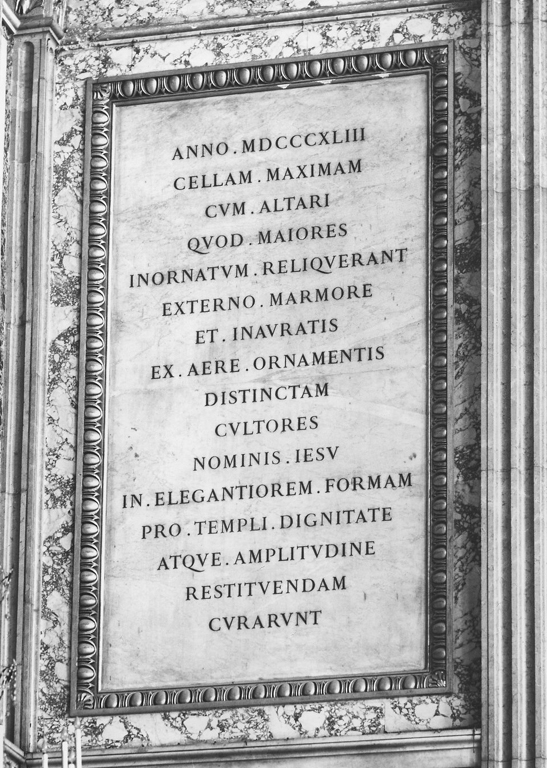 ANNO . MDCCCXLIII
CELLAM . MAXIMAM
CVM . ALTARI
QVOD . MAIORES
INORNATVM . RELIQVERANT
EXTERNO . MARMORE
ET . INAVRATIS
EX . AERE . ORNAMENTIS
DISTINCTAM
CVLTORES
NOMINIS . IESV
IN . ELEGANTIOREM . FORMAM
PRO . TEMPLI . DIGNITATE
ATQVE . AMPLITVDINE
RESTITVENDAM
CVRARVNT